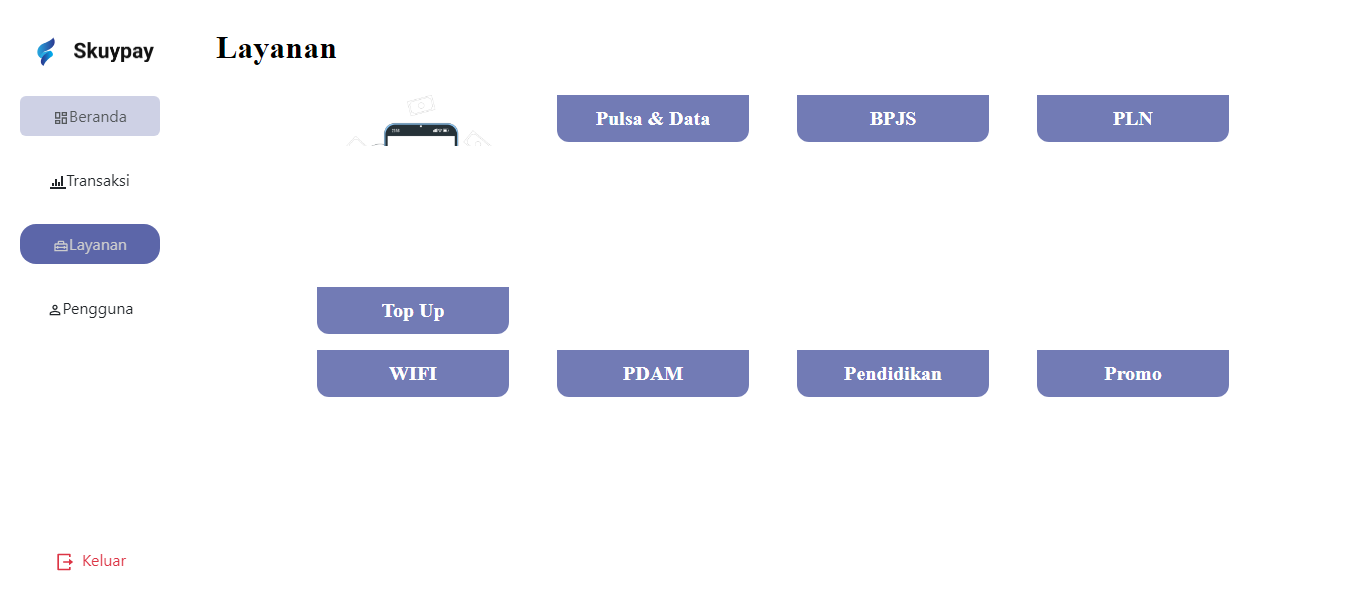 Skuypay
Layanan
Beranda
Transaksi
Layanan
Pengguna
Keluar
Pulsa & Data
BPJS
PLN
Top Up
WIFI
PDAM
Pendidikan
Promo